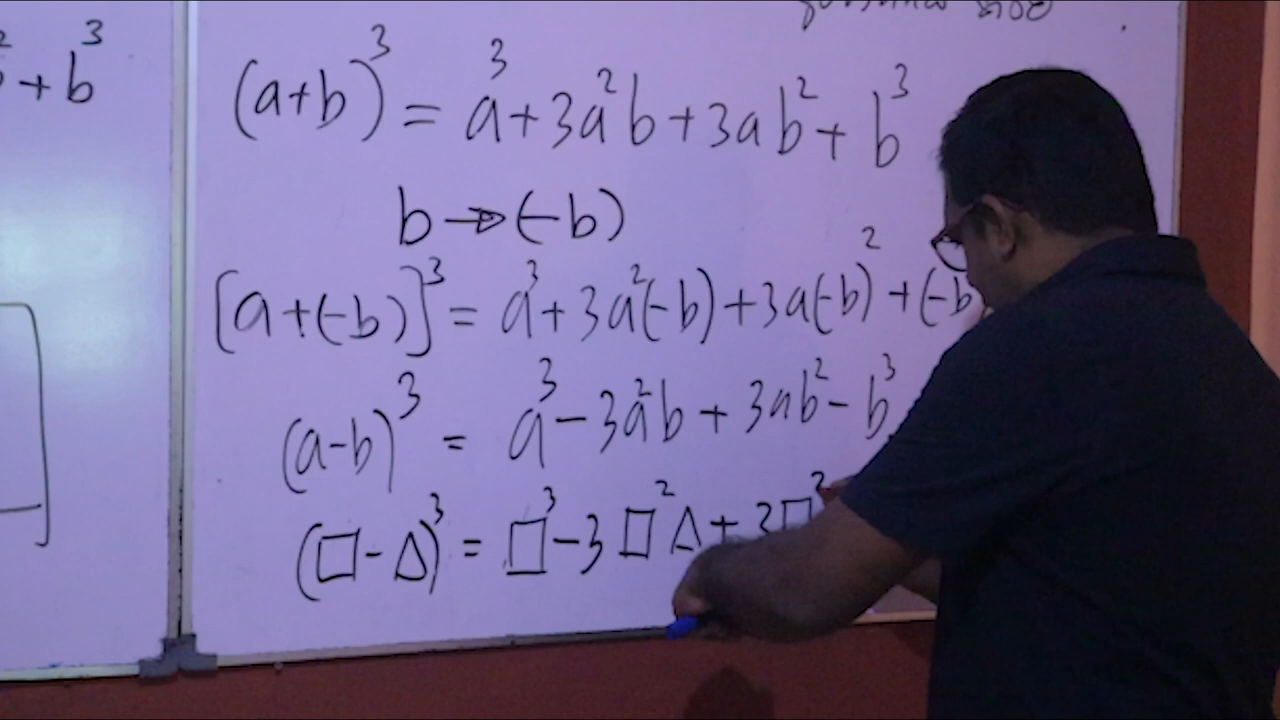 ² + b³
(a+b)³ = a³ + 3a²b + 3ab² + b³
b → (-b)
[a+(-b)]³ = a³ + 3a²(-b) + 3a(-b)² + (-b
(a-b)³ = a³ - 3a²b + 3ab² - b³
(□-△)³ = □³ - 3□²△ + 3□